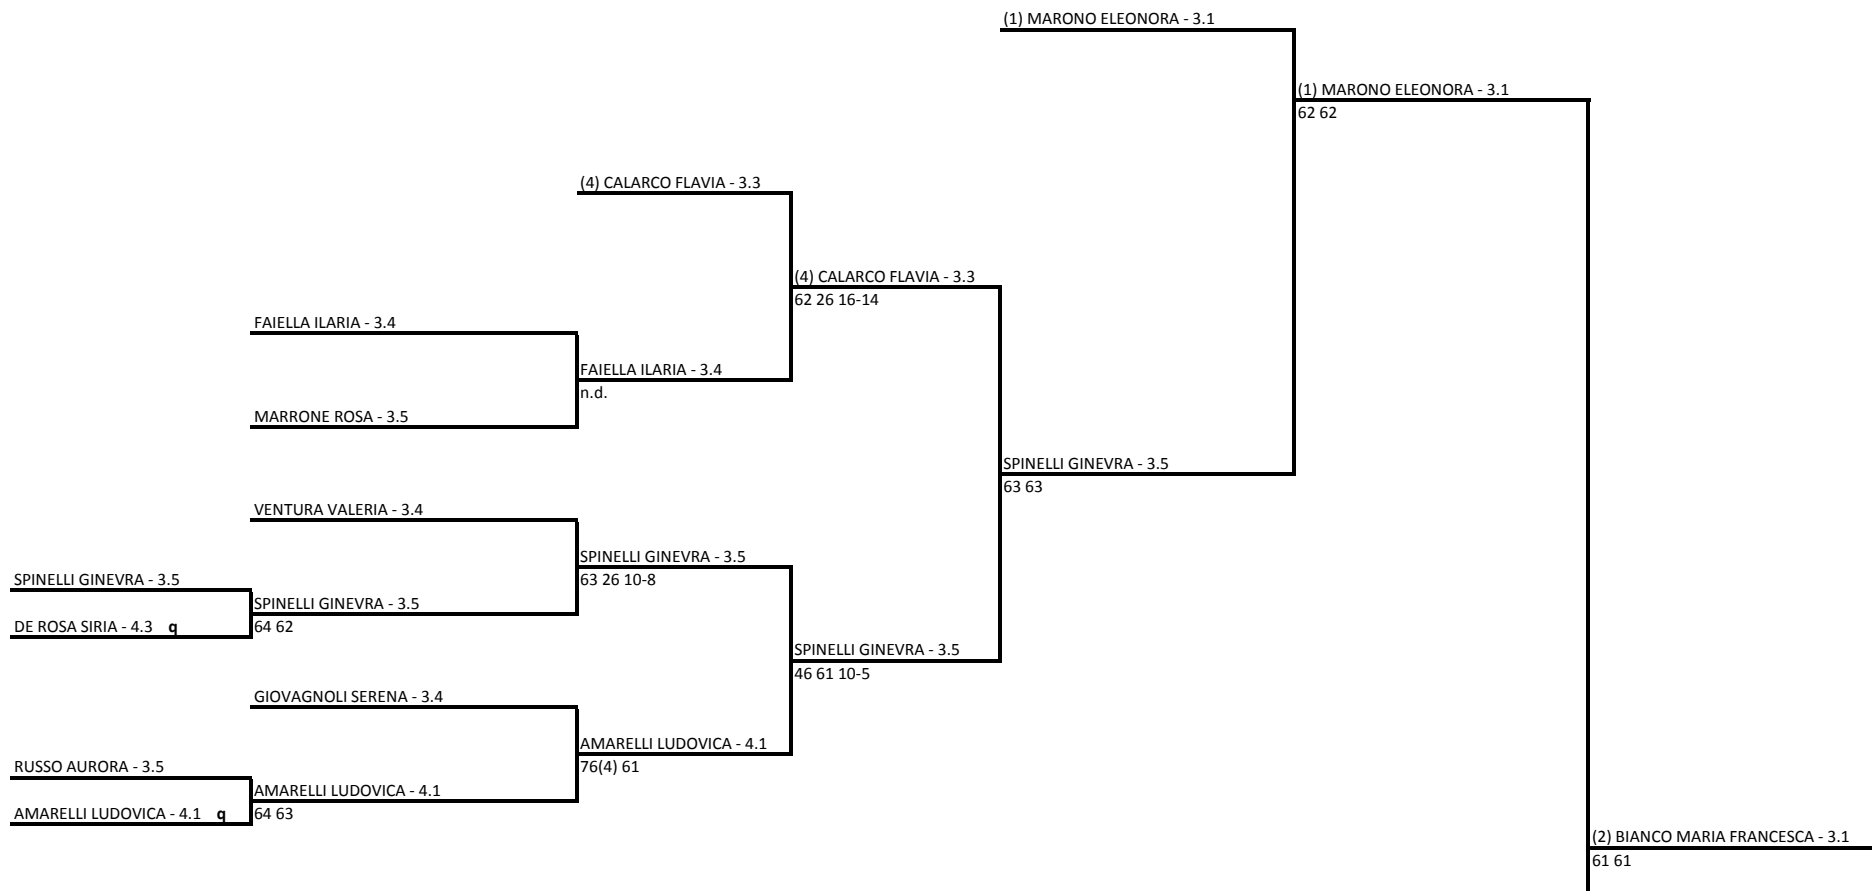 (1) MARONO ELEONORA - 3.1
(1) MARONO ELEONORA - 3.1
62 62
(4) CALARCO FLAVIA - 3.3
(4) CALARCO FLAVIA - 3.3
62 26 16-14
FAIELLA ILARIA - 3.4
FAIELLA ILARIA - 3.4
n.d.
MARRONE ROSA - 3.5
SPINELLI GINEVRA - 3.5
63 63
VENTURA VALERIA - 3.4
SPINELLI GINEVRA - 3.5
63 26 10-8
SPINELLI GINEVRA - 3.5
SPINELLI GINEVRA - 3.5
64 62
DE ROSA SIRIA - 4.3 q
SPINELLI GINEVRA - 3.5
46 61 10-5
GIOVAGNOLI SERENA - 3.4
AMARELLI LUDOVICA - 4.1
76(4) 61
RUSSO AURORA - 3.5
AMARELLI LUDOVICA - 4.1
64 63
AMARELLI LUDOVICA - 4.1 q
(2) BIANCO MARIA FRANCESCA - 3.1
61 61